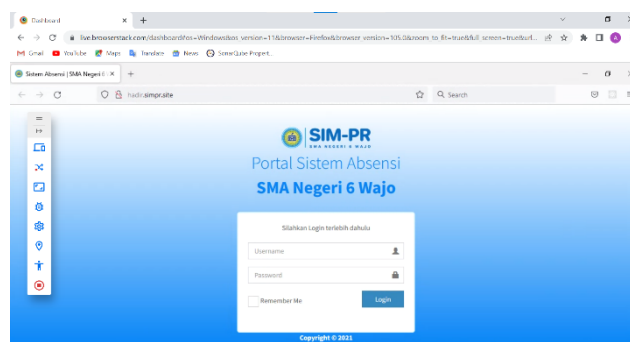 Dashboard
live.browserstack.com/dashboard#os=Windows&os_version=11&browser=Firefox&browser_version=105.0&zoom_to_fit=true&full_screen=true&url...
Gmail YouTube Maps Translate News SonarQube Propert...
Sistem Absensi | SMA Negeri 6
hadir.simpr.site Search
SIM-PR
SMA NEGERI 6 WAJO
Portal Sistem Absensi
SMA Negeri 6 Wajo
Silahkan Login terlebih dahulu
Username
Password
Remember Me Login
Copyright © 2021